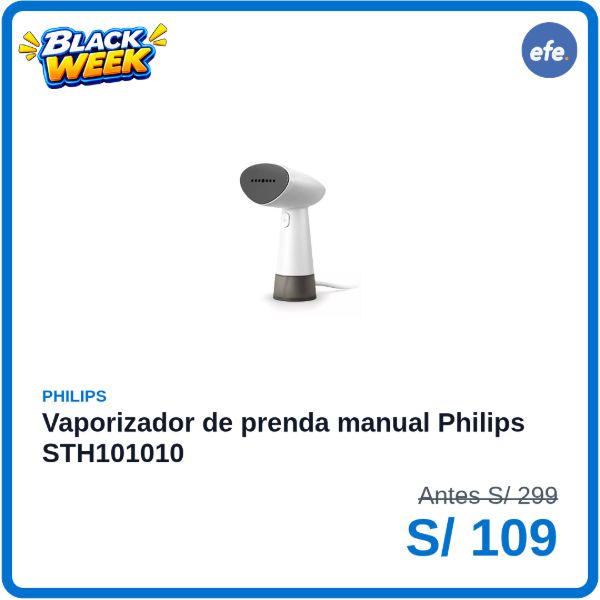 BLACK
WEEK
efe.
PHILIPS
Vaporizador de prenda manual Philips
STH101010
Antes S/ 299
S/ 109